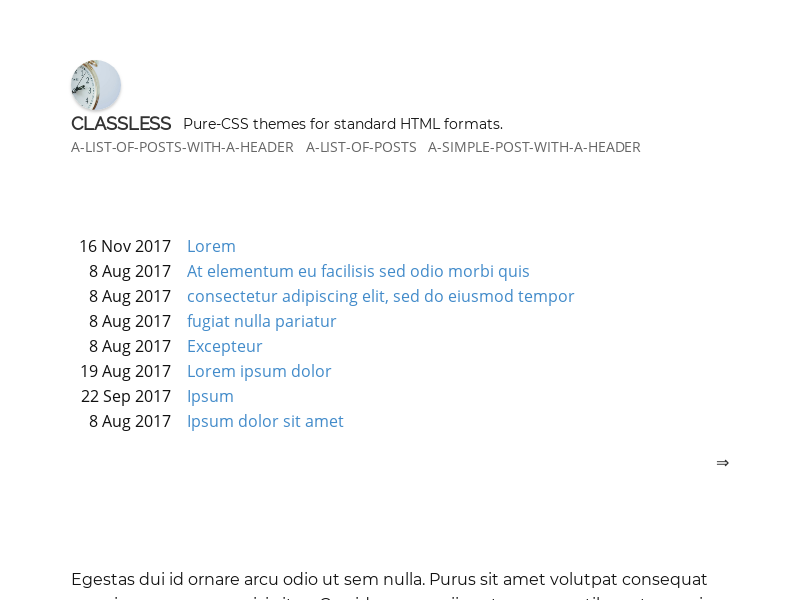 CLASSLESS Pure-CSS themes for standard HTML formats.
A-LIST-OF-POSTS-WITH-A-HEADER A-LIST-OF-POSTS A-SIMPLE-POST-WITH-A-HEADER
16 Nov 2017 Lorem
8 Aug 2017 At elementum eu facilisis sed odio morbi quis
8 Aug 2017 consectetur adipiscing elit, sed do eiusmod tempor
8 Aug 2017 fugiat nulla pariatur
8 Aug 2017 Excepteur
19 Aug 2017 Lorem ipsum dolor
22 Sep 2017 Ipsum
8 Aug 2017 Ipsum dolor sit amet
⇒
Egestas dui id ornare arcu odio ut sem nulla. Purus sit amet volutpat consequat